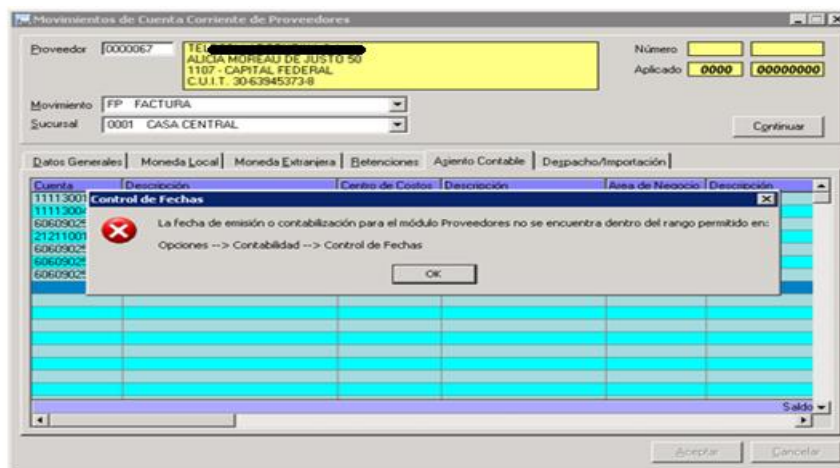 Movimientos de Cuenta Corriente de Proveedores
Proveedor 0000067
ALICIA MOREAU DE JUSTO 50
1107 - CAPITAL FEDERAL
C.U.I.T. 30-63945373-8
Número
Aplicado 0000 00000000
Movimiento FP FACTURA
Sucursal 0001 CASA CENTRAL
Continuar
Datos Generales Moneda Local Moneda Extranjera Retenciones Asiento Contable Despacho/Importación
Cuenta Descripción Centro de Costos Descripción Area de Negocio Descripción
Control de Fechas
La fecha de emisión o contabilización para el módulo Proveedores no se encuentra dentro del rango permitido en:
Opciones --> Contabilidad --> Control de Fechas
OK
Saldo
Aceptar Cancelar